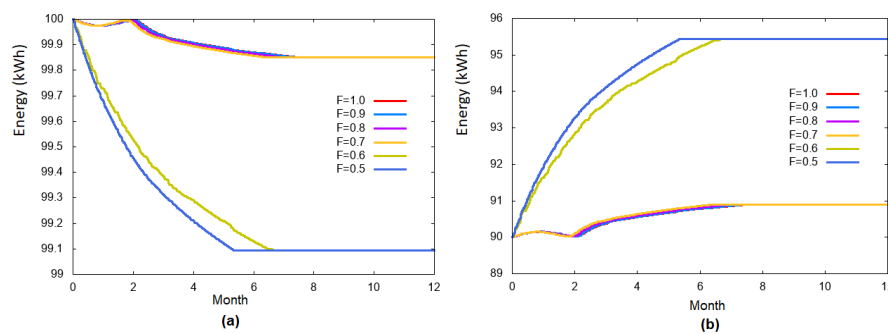 Energy (kWh)
100
99.9
99.8
99.7
99.6
99.5
99.4
99.3
99.2
99.1
99
F=1.0
F=0.9
F=0.8
F=0.7
F=0.6
F=0.5
0 2 4 6 8 10 12
Month
(a)
Energy (kWh)
96
95
94
93
92
91
90
89
F=1.0
F=0.9
F=0.8
F=0.7
F=0.6
F=0.5
0 2 4 6 8 10 12
Month
(b)